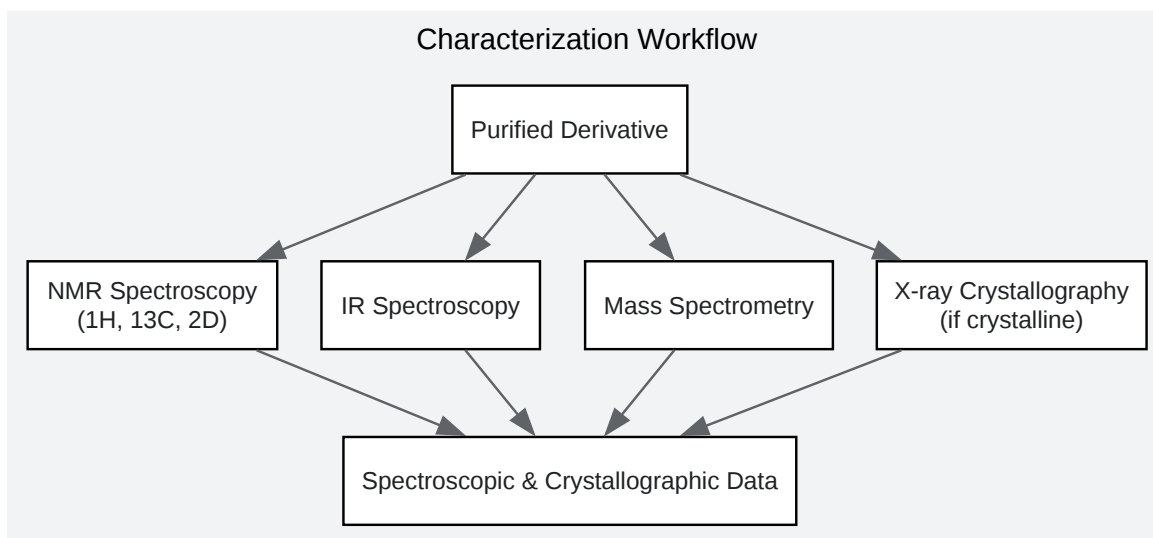 Characterization Workflow
Purified Derivative
NMR Spectroscopy
(1H, 13C, 2D)
IR Spectroscopy
Mass Spectrometry
X-ray Crystallography
(if crystalline)
Spectroscopic & Crystallographic Data